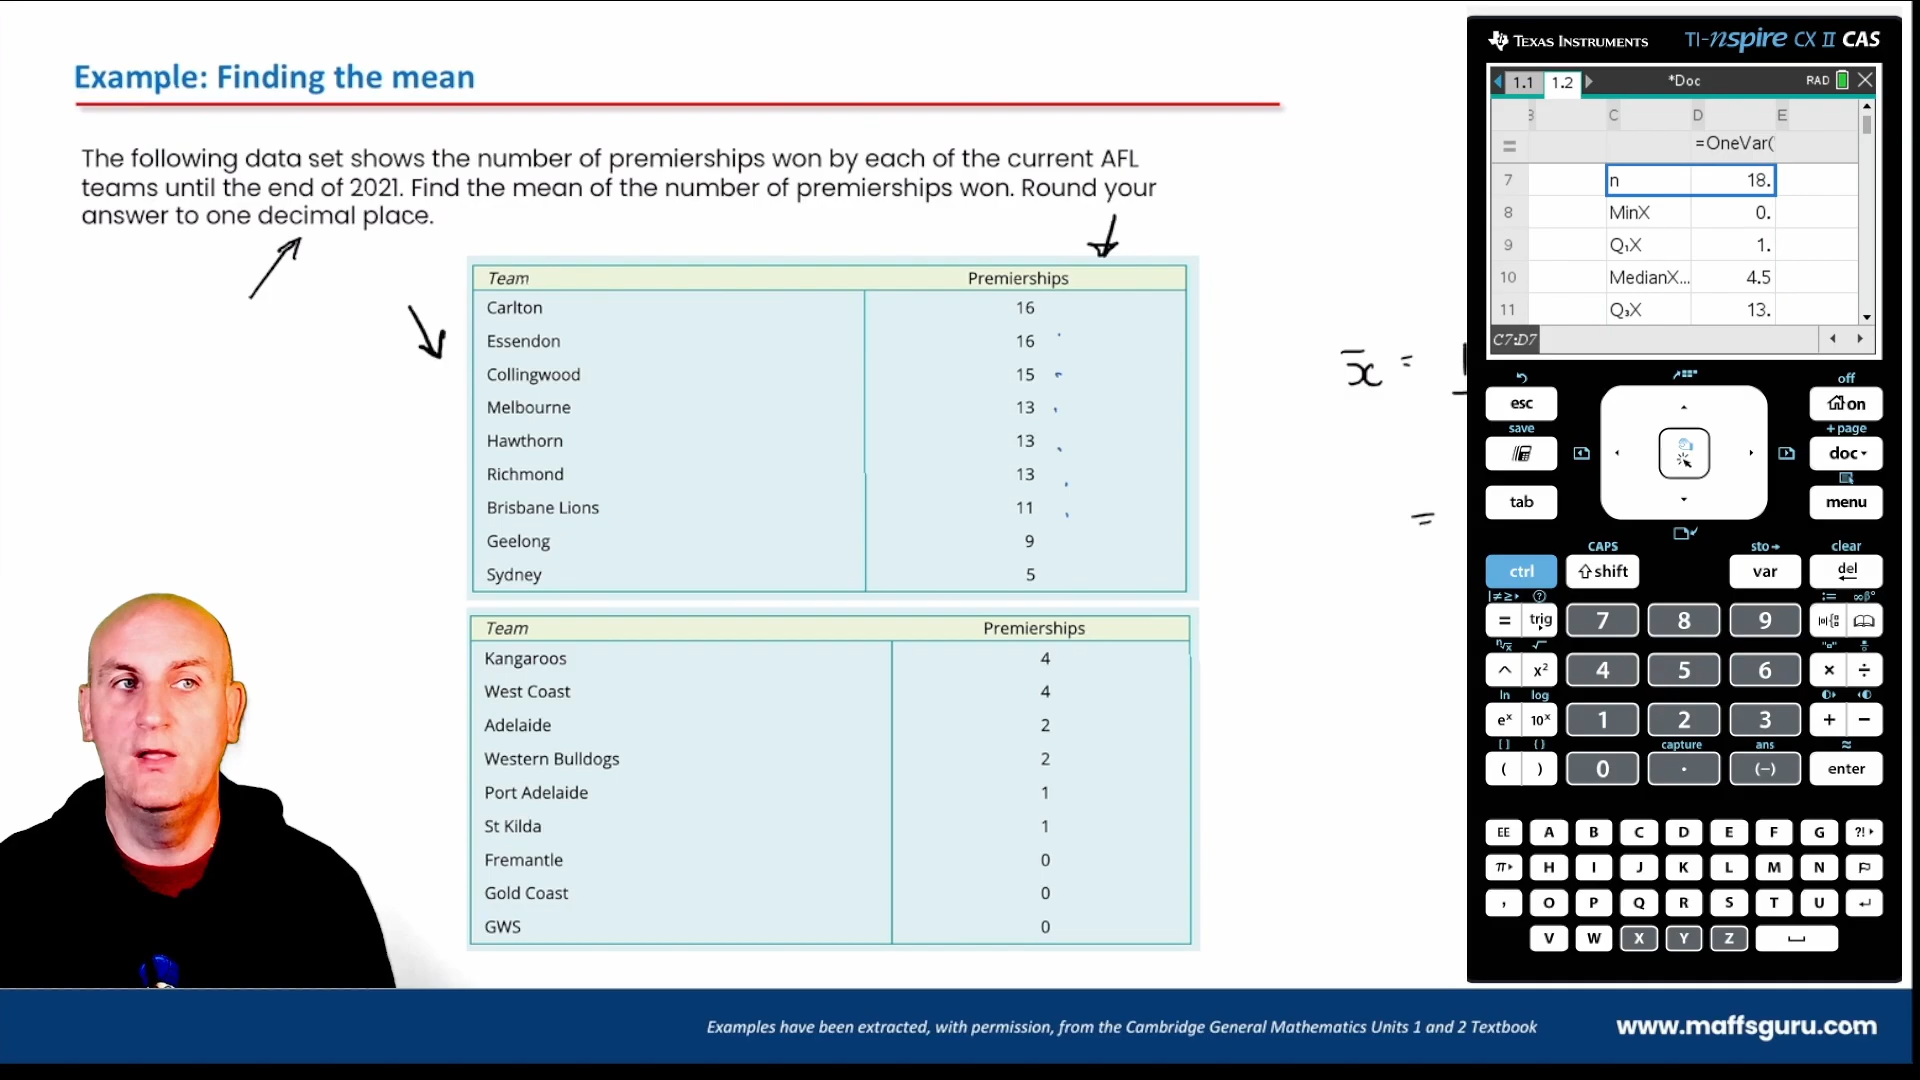 Example: Finding the mean
The following data set shows the number of premierships won by each of the current AFL
teams until the end of 2021. Find the mean of the number of premierships won. Round your
answer to one decimal place.
Team Premierships
Carlton 16
Essendon 16
Collingwood 15
Melbourne 13
Hawthorn 13
Richmond 13
Brisbane Lions 11
Geelong 9
Sydney 5
Team Premierships
Kangaroos 4
West Coast 4
Adelaide 2
Western Bulldogs 2
Port Adelaide 1
St Kilda 1
Fremantle 0
Gold Coast 0
GWS 0
x̄ =
=
TEXAS INSTRUMENTS TI-nspire CX II CAS
1.1 1.2 *Doc RAD
C D E
= =OneVar(
7 n 18.
8 MinX 0.
9 Q₁X 1.
10 MedianX... 4.5
11 Q₃X 13.
C7:D7
off
esc on
save +page
doc
tab menu
CAPS sto→ clear
ctrl shift var del
= trig 7 8 9
^ x² 4 5 6 × ÷
ln log
eˣ 10ˣ 1 2 3 + −
[ ] { } capture ans ≈
( ) 0 . (−) enter
EE A B C D E F G ?!
π H I J K L M N
, O P Q R S T U
V W X Y Z
Examples have been extracted, with permission, from the Cambridge General Mathematics Units 1 and 2 Textbook
www.maffsguru.com